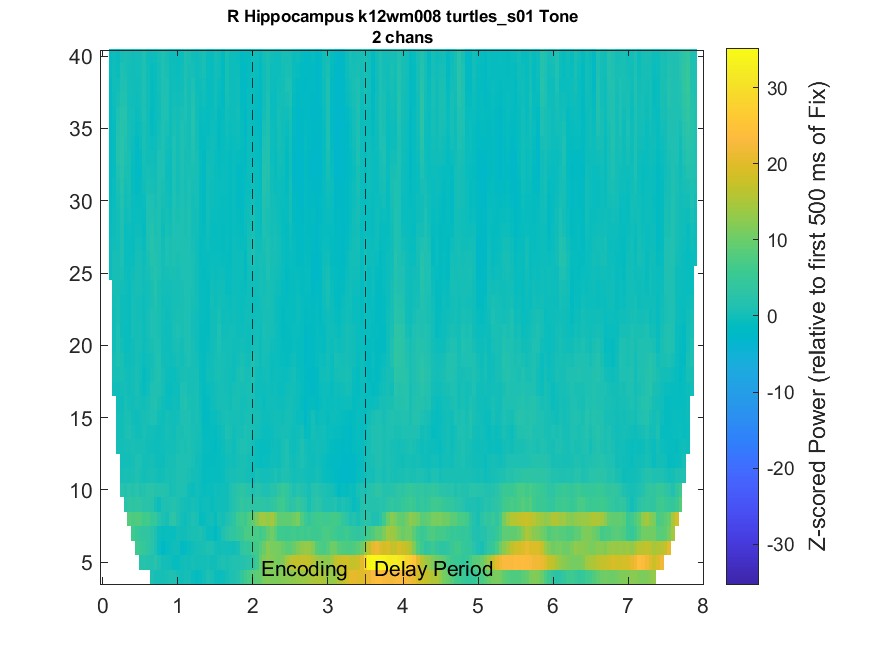 R Hippocampus k12wm008 turtles_s01 Tone
2 chans
40
35
30
25
20
15
10
5
Encoding
Delay Period
0 1 2 3 4 5 6 7 8
30
20
10
0
-10
-20
-30
Z-scored Power (relative to first 500 ms of Fix)